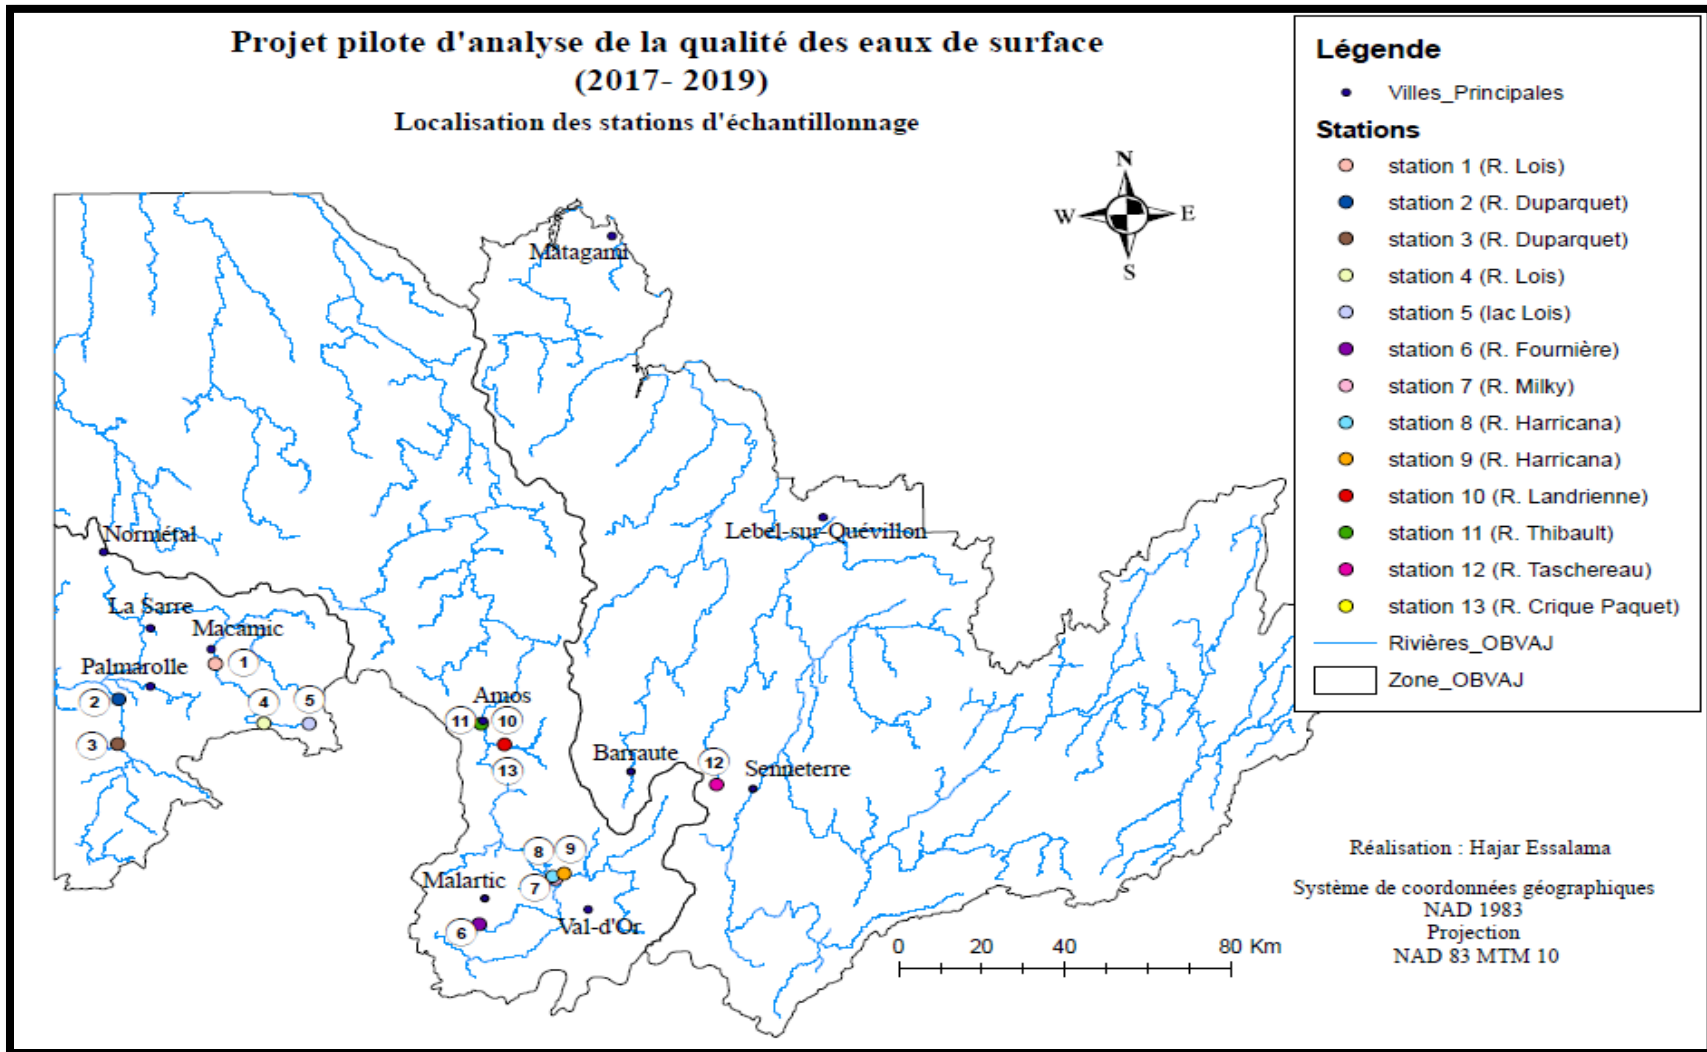 Projet pilote d'analyse de la qualité des eaux de surface
(2017- 2019)
Localisation des stations d'échantillonnage
N
W
E
S
Légende
Villes_Principales
Stations
station 1 (R. Lois)
station 2 (R. Duparquet)
station 3 (R. Duparquet)
station 4 (R. Lois)
station 5 (lac Lois)
station 6 (R. Fournière)
station 7 (R. Milky)
station 8 (R. Harricana)
station 9 (R. Harricana)
station 10 (R. Landrienne)
station 11 (R. Thibault)
station 12 (R. Taschereau)
station 13 (R. Crique Paquet)
Rivières_OBVAJ
Zone_OBVAJ
Matagami
Normétal
Lebel-sur-Quévillon
La Sarre
Macamic
1
Palmarolle
2
4
5
3
Amos
11
10
13
Barraute
12
Senneterre
8
9
7
Malartic
6
Val-d'Or
0 20 40 80 Km
Réalisation : Hajar Essalama
Système de coordonnées géographiques
NAD 1983
Projection
NAD 83 MTM 10